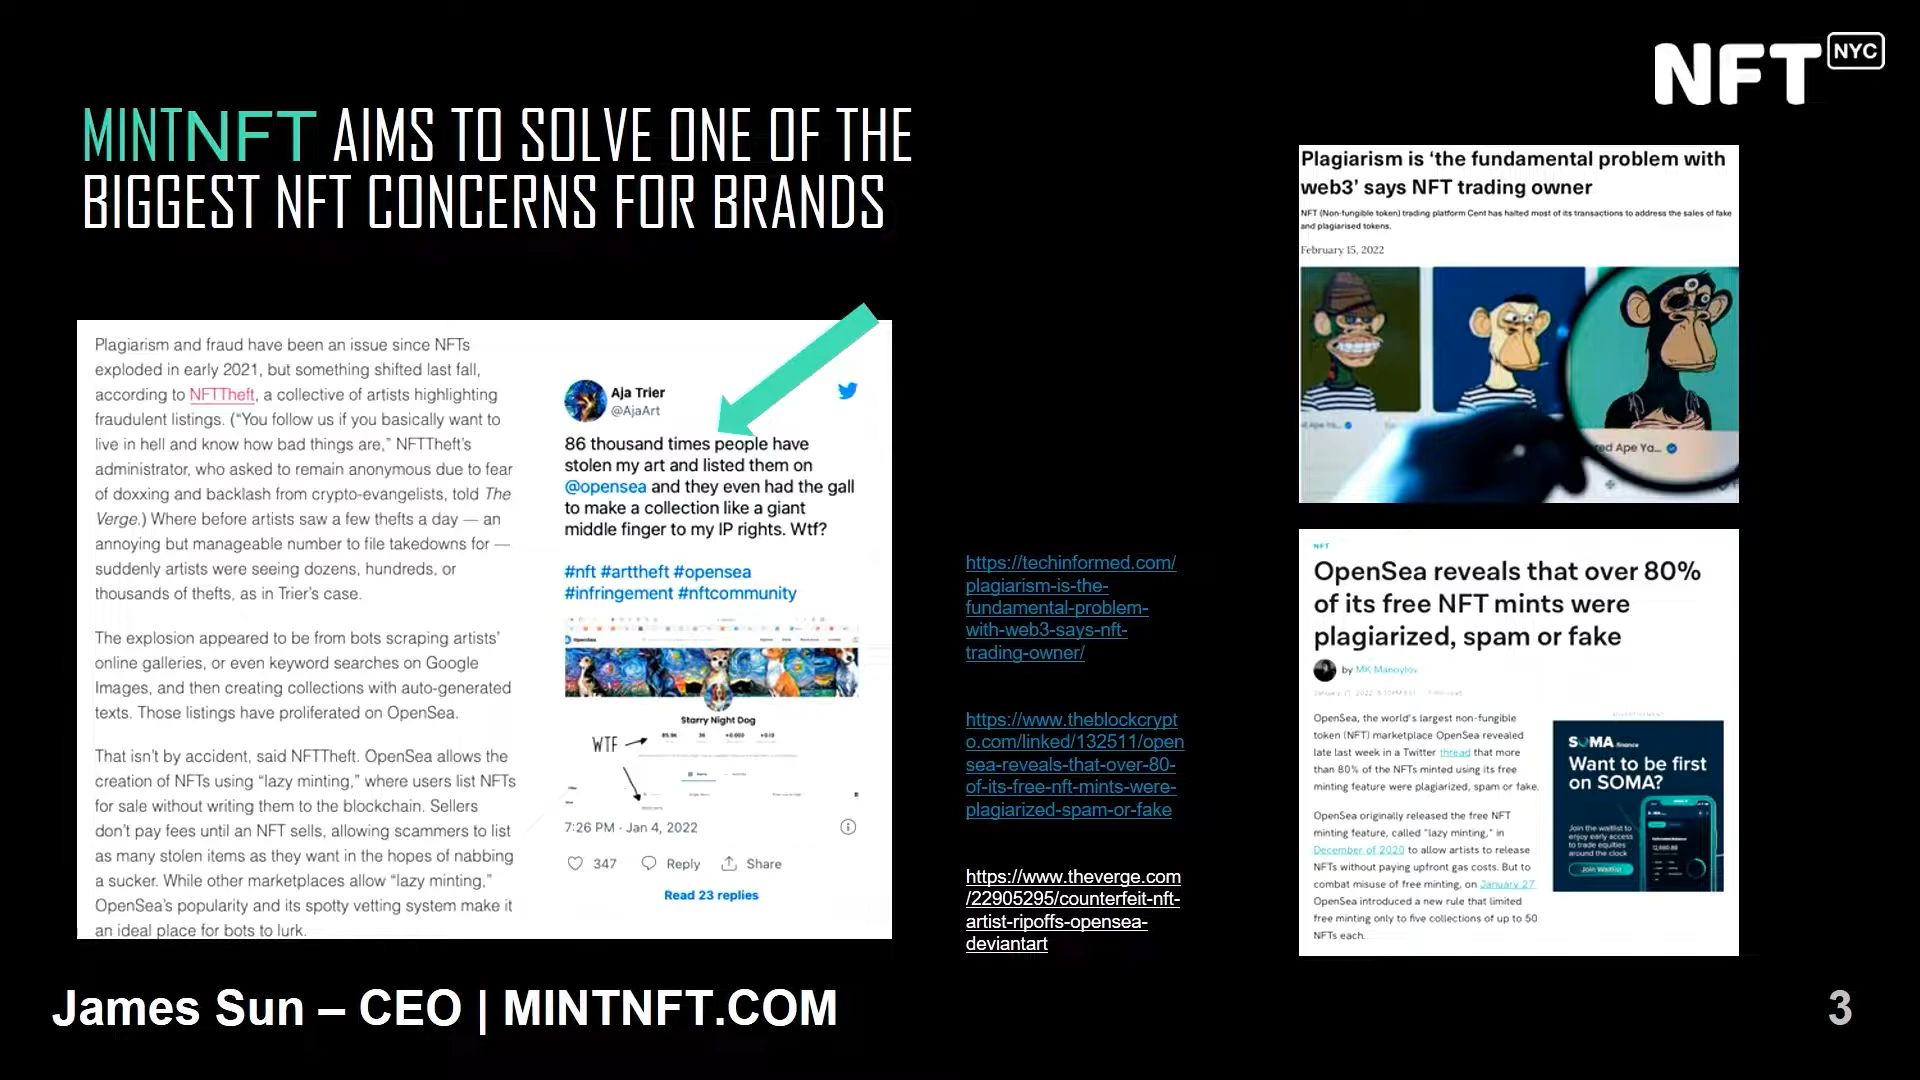 NFT NYC
MINTNFT AIMS TO SOLVE ONE OF THE
BIGGEST NFT CONCERNS FOR BRANDS
Plagiarism and fraud have been an issue since NFTs
exploded in early 2021, but something shifted last fall,
according to NFTTheft, a collective of artists highlighting
fraudulent listings. (“You follow us if you basically want to
live in hell and know how bad things are,” NFTTheft’s
administrator, who asked to remain anonymous due to fear
of doxxing and backlash from crypto-evangelists, told The
Verge.) Where before artists saw a few thefts a day — an
annoying but manageable number to file takedowns for —
suddenly artists were seeing dozens, hundreds, or
thousands of thefts, as in Trier’s case.
The explosion appeared to be from bots scraping artists’
online galleries, or even keyword searches on Google
Images, and then creating collections with auto-generated
texts. Those listings have proliferated on OpenSea.
That isn’t by accident, said NFTTheft. OpenSea allows the
creation of NFTs using “lazy minting,” where users list NFTs
for sale without writing them to the blockchain. Sellers
don’t pay fees until an NFT sells, allowing scammers to list
as many stolen items as they want in the hopes of nabbing
a sucker. While other marketplaces allow “lazy minting,”
OpenSea’s popularity and its spotty vetting system make it
an ideal place for bots to lurk.
Aja Trier
@AjaArt
86 thousand times people have
stolen my art and listed them on
@opensea and they even had the gall
to make a collection like a giant
middle finger to my IP rights. Wtf?
#nft #arttheft #opensea
#infringement #nftcommunity
OpenSea
Starry Night Dog
WTF
7:26 PM · Jan 4, 2022
347 Reply Share
Read 23 replies
https://techinformed.com/
plagiarism-is-the-
fundamental-problem-
with-web3-says-nft-
trading-owner/
https://www.theblockcrypt
o.com/linked/132511/open
sea-reveals-that-over-80-
of-its-free-nft-mints-were-
plagiarized-spam-or-fake
https://www.theverge.com
/22905295/counterfeit-nft-
artist-ripoffs-opensea-
deviantart
Plagiarism is ‘the fundamental problem with
web3’ says NFT trading owner
NFT (Non-fungible token) trading platform Cent has halted most of its transactions to address the sales of fake
and plagiarised tokens.
February 15, 2022
ed Ape Ya...
NFT
OpenSea reveals that over 80%
of its free NFT mints were
plagiarized, spam or fake
by MK Manoylov
ADVERTISEMENT
OpenSea, the world’s largest non-fungible
token (NFT) marketplace OpenSea revealed
late last week in a Twitter thread that more
than 80% of the NFTs minted using its free
minting feature were plagiarized, spam or fake.
OpenSea originally released the free NFT
minting feature, called “lazy minting,” in
December of 2020 to allow artists to release
NFTs without paying upfront gas costs. But to
combat misuse of free minting, on January 27
OpenSea introduced a new rule that limited
free minting only to five collections of up to 50
NFTs each.
SOMA.finance
Want to be first
on SOMA?
Join the waitlist to
enjoy early access
to trade equities
around the clock
Join Waitlist
James Sun – CEO | MINTNFT.COM
3